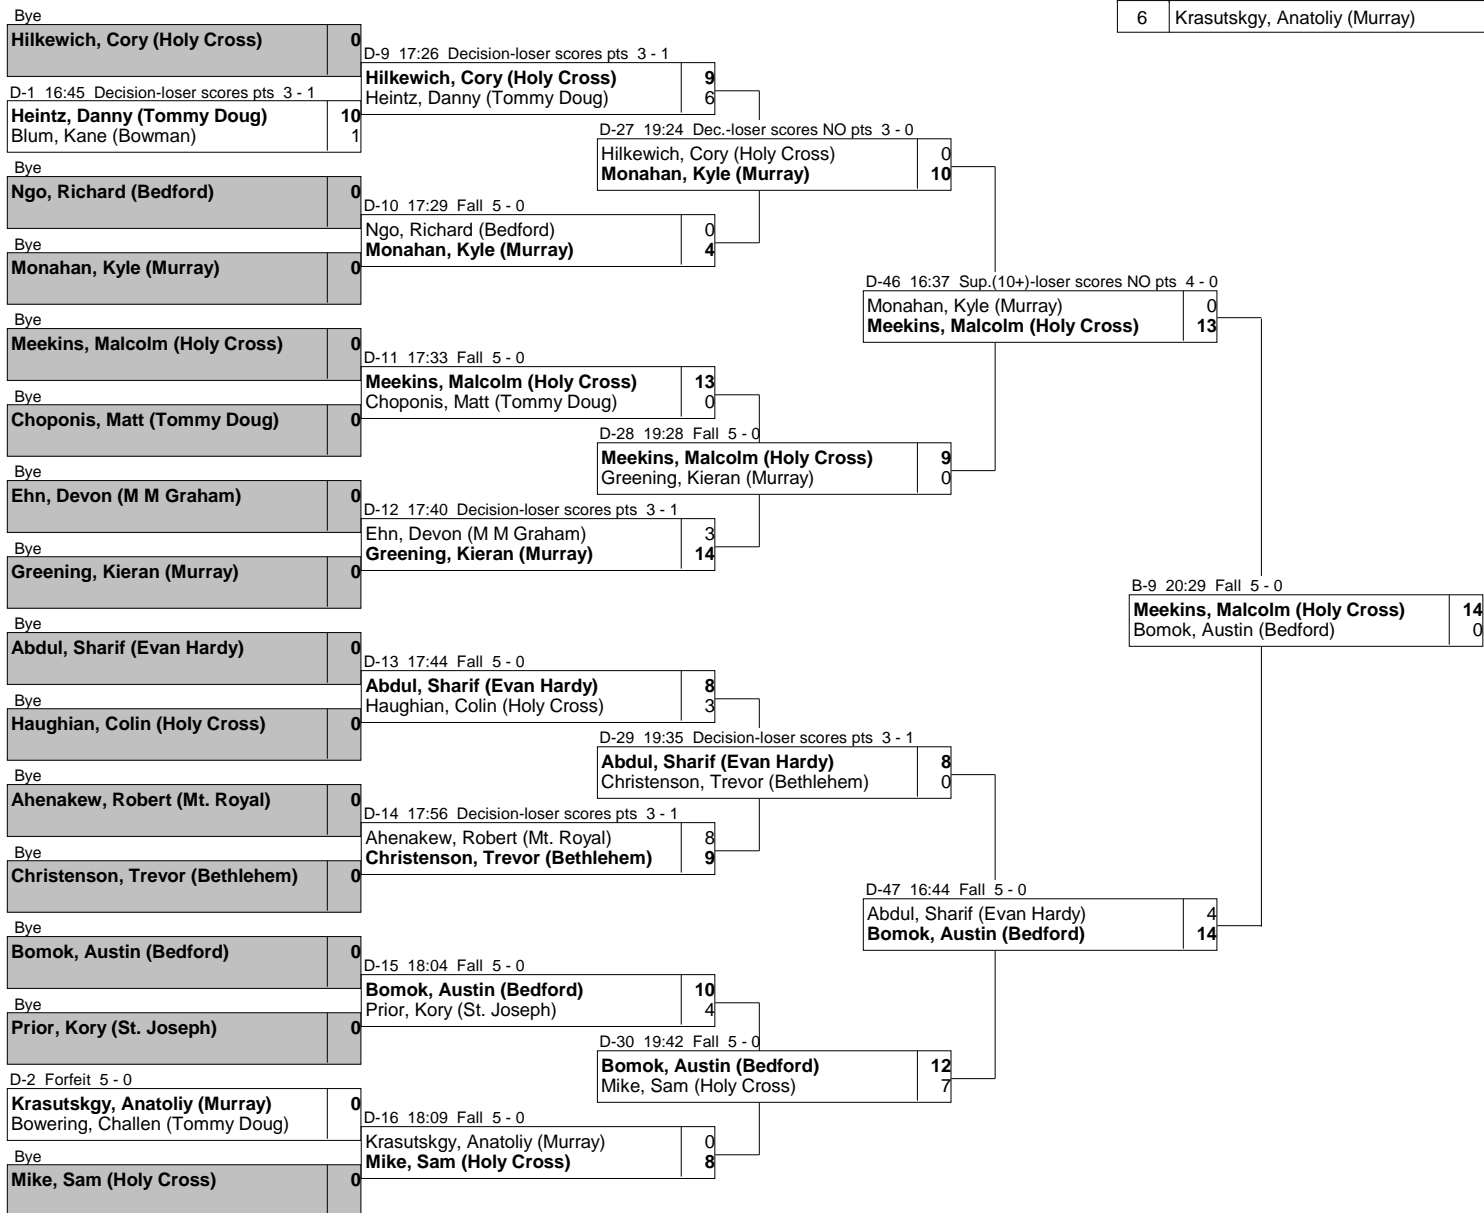 6 Krasutskgy, Anatoliy (Murray)
Bye
Hilkewich, Cory (Holy Cross) 0
D-1 16:45 Decision-loser scores pts 3 - 1
Heintz, Danny (Tommy Doug) 10
Blum, Kane (Bowman) 1
Bye
Ngo, Richard (Bedford) 0
Bye
Monahan, Kyle (Murray) 0
Bye
Meekins, Malcolm (Holy Cross) 0
Bye
Choponis, Matt (Tommy Doug) 0
Bye
Ehn, Devon (M M Graham) 0
Bye
Greening, Kieran (Murray) 0
Bye
Abdul, Sharif (Evan Hardy) 0
Bye
Haughian, Colin (Holy Cross) 0
Bye
Ahenakew, Robert (Mt. Royal) 0
Bye
Christenson, Trevor (Bethlehem) 0
Bye
Bomok, Austin (Bedford) 0
Bye
Prior, Kory (St. Joseph) 0
D-2 Forfeit 5 - 0
Krasutskgy, Anatoliy (Murray) 0
Bowering, Challen (Tommy Doug)
Bye
Mike, Sam (Holy Cross) 0
D-9 17:26 Decision-loser scores pts 3 - 1
Hilkewich, Cory (Holy Cross) 9
Heintz, Danny (Tommy Doug) 6
D-10 17:29 Fall 5 - 0
Ngo, Richard (Bedford) 0
Monahan, Kyle (Murray) 4
D-11 17:33 Fall 5 - 0
Meekins, Malcolm (Holy Cross) 13
Choponis, Matt (Tommy Doug) 0
D-12 17:40 Decision-loser scores pts 3 - 1
Ehn, Devon (M M Graham) 3
Greening, Kieran (Murray) 14
D-13 17:44 Fall 5 - 0
Abdul, Sharif (Evan Hardy) 8
Haughian, Colin (Holy Cross) 3
D-14 17:56 Decision-loser scores pts 3 - 1
Ahenakew, Robert (Mt. Royal) 8
Christenson, Trevor (Bethlehem) 9
D-15 18:04 Fall 5 - 0
Bomok, Austin (Bedford) 10
Prior, Kory (St. Joseph) 4
D-16 18:09 Fall 5 - 0
Krasutskgy, Anatoliy (Murray) 0
Mike, Sam (Holy Cross) 8
D-27 19:24 Dec.-loser scores NO pts 3 - 0
Hilkewich, Cory (Holy Cross) 0
Monahan, Kyle (Murray) 10
D-28 19:28 Fall 5 - 0
Meekins, Malcolm (Holy Cross) 9
Greening, Kieran (Murray) 0
D-29 19:35 Decision-loser scores pts 3 - 1
Abdul, Sharif (Evan Hardy) 8
Christenson, Trevor (Bethlehem) 0
D-30 19:42 Fall 5 - 0
Bomok, Austin (Bedford) 12
Mike, Sam (Holy Cross) 7
D-46 16:37 Sup.(10+)-loser scores NO pts 4 - 0
Monahan, Kyle (Murray) 0
Meekins, Malcolm (Holy Cross) 13
D-47 16:44 Fall 5 - 0
Abdul, Sharif (Evan Hardy) 4
Bomok, Austin (Bedford) 14
B-9 20:29 Fall 5 - 0
Meekins, Malcolm (Holy Cross) 14
Bomok, Austin (Bedford) 0